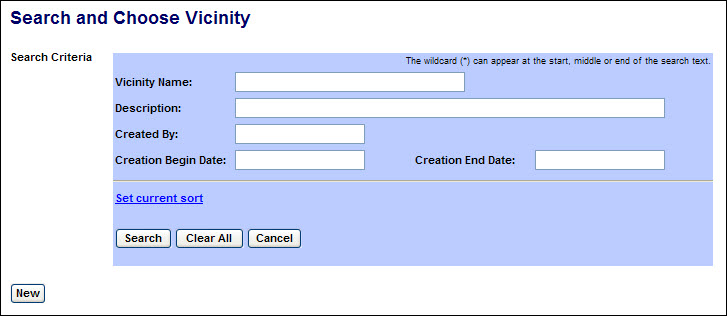 Search and Choose Vicinity
Search Criteria
The wildcard (*) can appear at the start, middle or end of the search text.
Vicinity Name:
Description:
Created By:
Creation Begin Date: Creation End Date:
Set current sort
Search Clear All Cancel
New